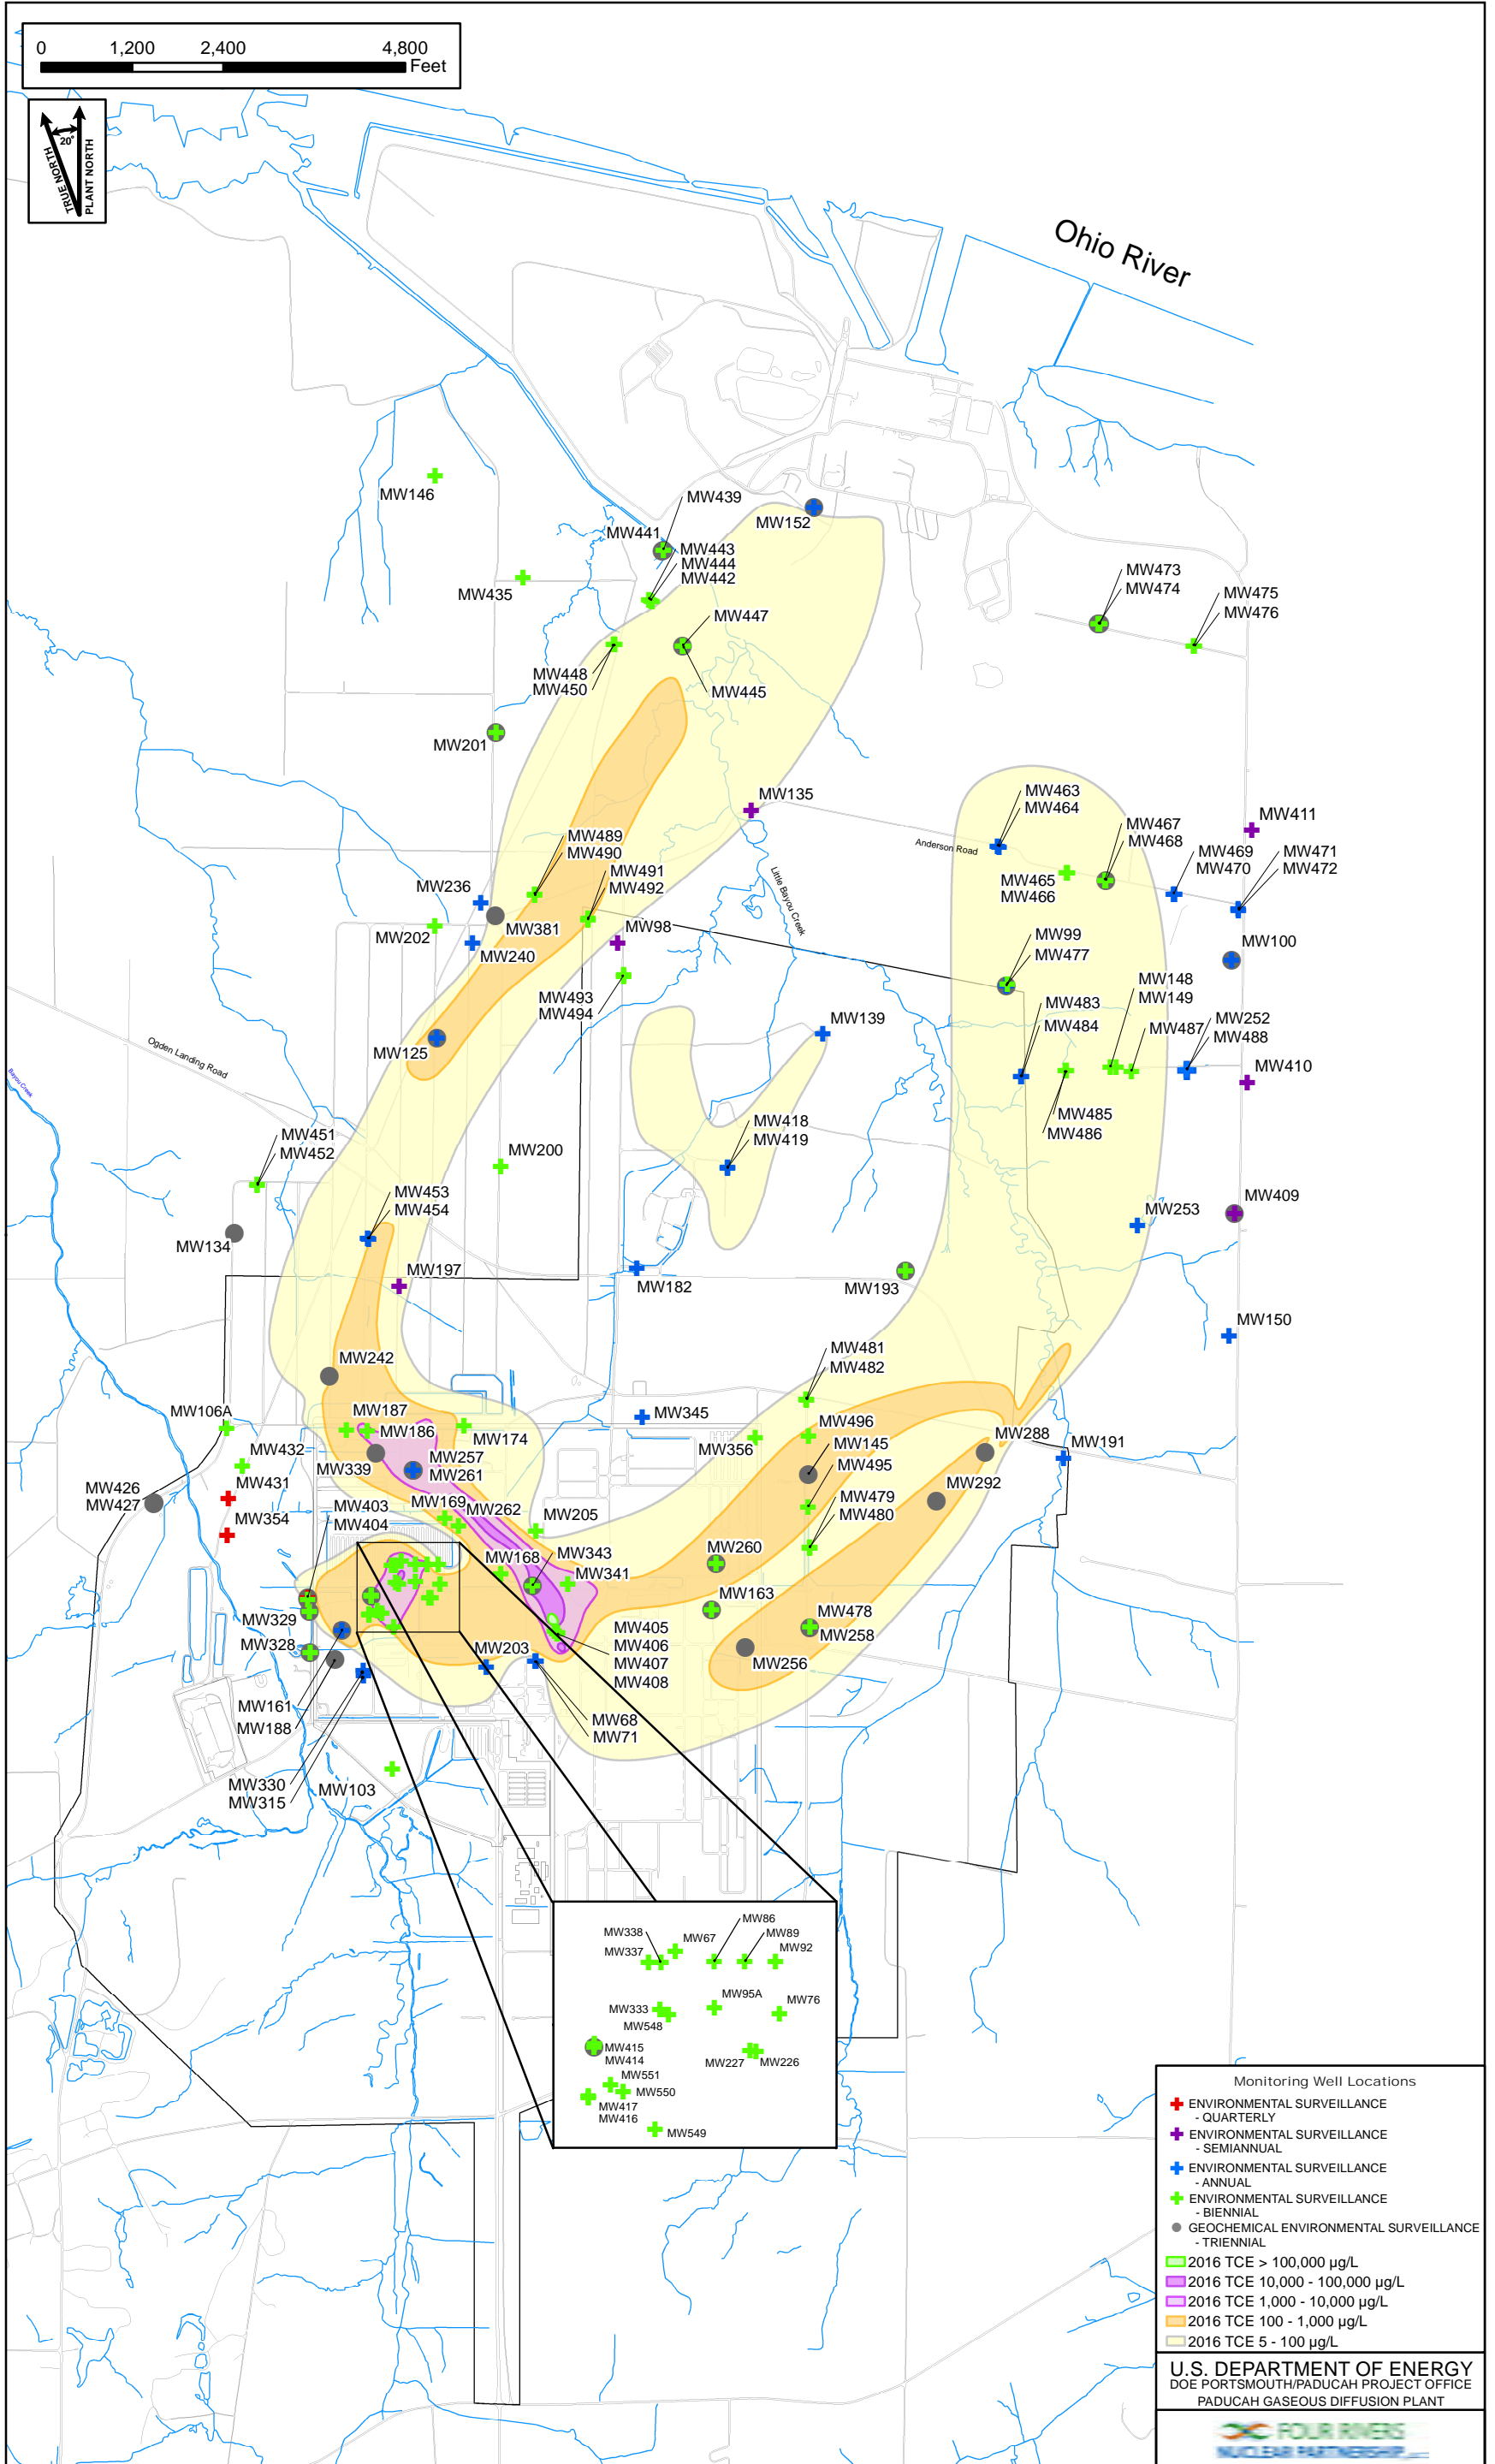 0 1,200 2,400 4,800
Feet
20°
TRUE NORTH
PLANT NORTH
Ohio River
MW146
MW439
MW152
MW441
MW443
MW444
MW442
MW435
MW473
MW474
MW475
MW476
MW447
MW448
MW450
MW445
MW201
MW135
MW463
MW464
MW411
MW467
MW468
MW489
MW490
Anderson Road
MW469
MW470
MW471
MW472
MW491
MW492
MW465
MW466
MW236
Little Bayou Creek
MW381
MW202
MW98
MW99
MW477
MW100
MW240
MW148
MW149
MW493
MW494
MW483
MW484
MW139
MW487
MW252
MW488
MW125
Ogden Landing Road
Bayou Creek
MW410
MW485
MW486
MW418
MW419
MW451
MW452
MW200
MW453
MW454
MW409
MW253
MW134
MW197
MW182
MW193
MW150
MW481
MW482
MW242
MW106A
MW187
MW186
MW345
MW496
MW174
MW356
MW288
MW145
MW432
MW339
MW257
MW261
MW191
MW495
MW431
MW426
MW427
MW292
MW403
MW404
MW169
MW262
MW205
MW479
MW480
MW354
MW168
MW343
MW260
MW341
MW163
MW329
MW478
MW258
MW405
MW406
MW407
MW408
MW328
MW203
MW256
MW161
MW188
MW68
MW71
MW330
MW315
MW103
MW86
MW338
MW67
MW89
MW337
MW92
MW95A
MW333
MW76
MW548
MW415
MW414
MW227
MW226
MW551
MW550
MW417
MW416
MW549
Monitoring Well Locations
ENVIRONMENTAL SURVEILLANCE
- QUARTERLY
ENVIRONMENTAL SURVEILLANCE
- SEMIANNUAL
ENVIRONMENTAL SURVEILLANCE
- ANNUAL
ENVIRONMENTAL SURVEILLANCE
- BIENNIAL
GEOCHEMICAL ENVIRONMENTAL SURVEILLANCE
- TRIENNIAL
2016 TCE > 100,000 µg/L
2016 TCE 10,000 - 100,000 µg/L
2016 TCE 1,000 - 10,000 µg/L
2016 TCE 100 - 1,000 µg/L
2016 TCE 5 - 100 µg/L
U.S. DEPARTMENT OF ENERGY
DOE PORTSMOUTH/PADUCAH PROJECT OFFICE
PADUCAH GASEOUS DIFFUSION PLANT
FOUR RIVERS
NUCLEAR PARTNERSHIP